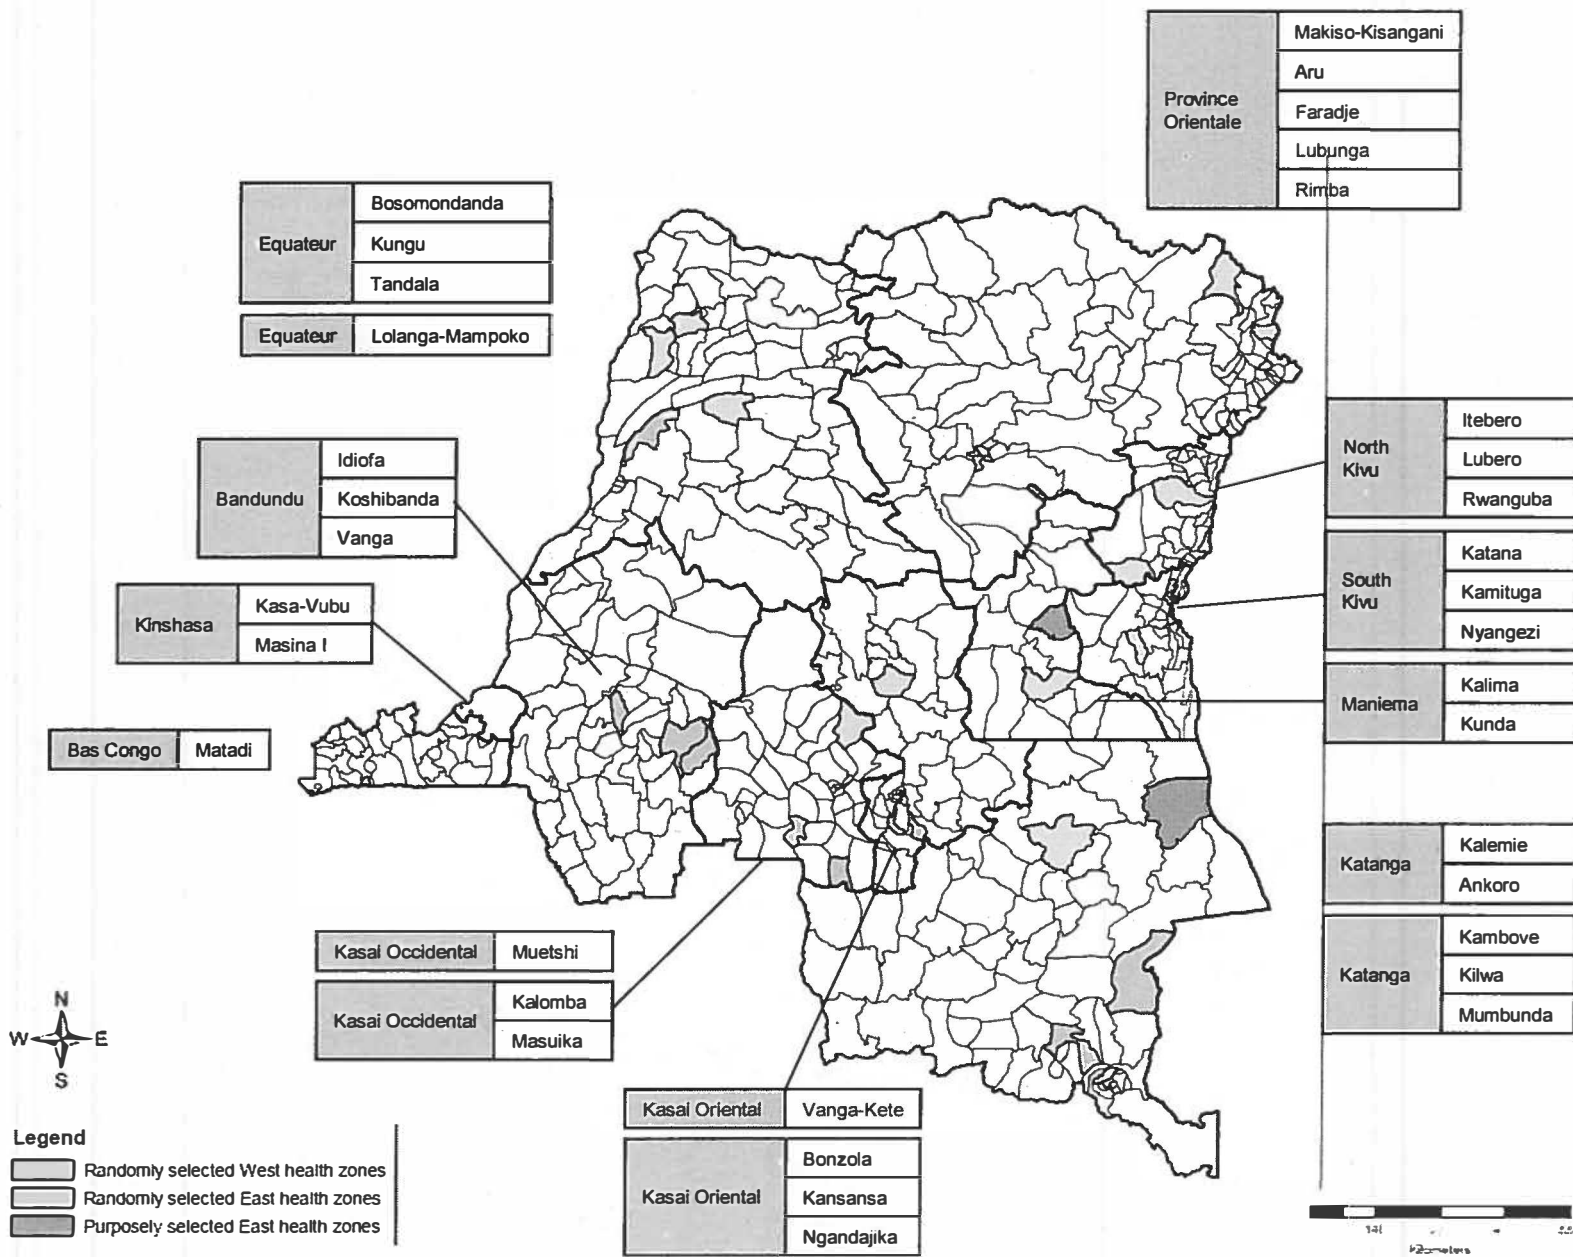 Province Orientale
Makiso-Kisangani
Aru
Faradje
Lubunga
Rimba
Equateur
Bosomondanda
Kungu
Tandala
Equateur
Lolanga-Mampoko
Bandundu
Idiofa
Koshibanda
Vanga
Kinshasa
Kasa-Vubu
Masina I
Bas Congo
Matadi
North Kivu
Itebero
Lubero
Rwanguba
South Kivu
Katana
Kamituga
Nyangezi
Maniema
Kalima
Kunda
Katanga
Kalemie
Ankoro
Katanga
Kambove
Kilwa
Mumbunda
Kasai Occidental
Muetshi
Kasai Occidental
Kalomba
Masuika
Kasai Oriental
Vanga-Kete
Kasai Oriental
Bonzola
Kansansa
Ngandajika
N
W E
S
Legend
Randomly selected West health zones
Randomly selected East health zones
Purposely selected East health zones